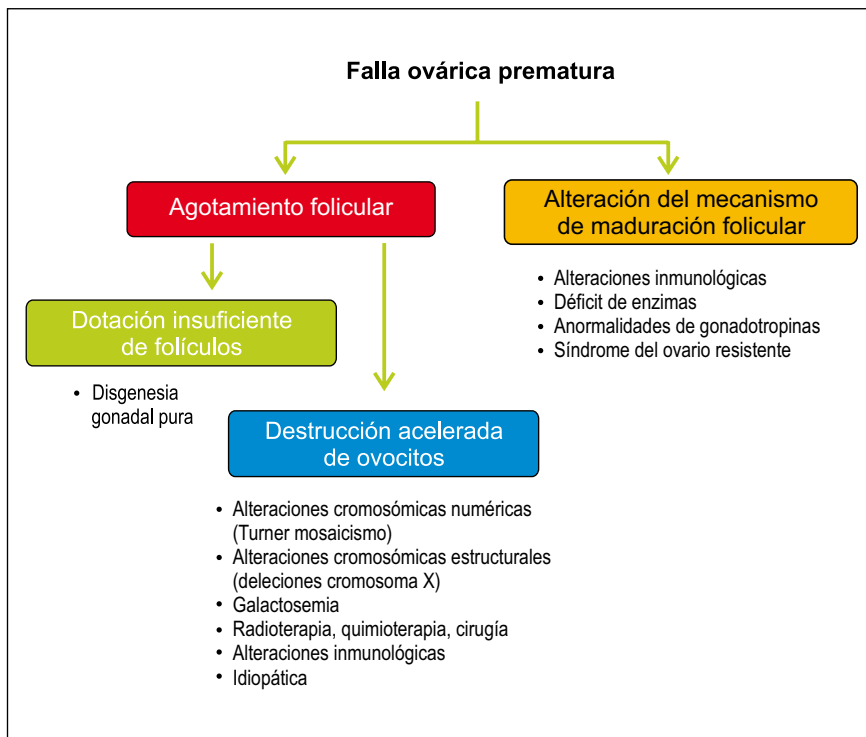 Falla ovárica prematura
Agotamiento folicular
Alteración del mecanismo
de maduración folicular
• Alteraciones inmunológicas
• Déficit de enzimas
• Anormalidades de gonadotropinas
• Síndrome del ovario resistente
Dotación insuficiente
de folículos
• Disgenesia
gonadal pura
Destrucción acelerada
de ovocitos
• Alteraciones cromosómicas numéricas
(Turner mosaicismo)
• Alteraciones cromosómicas estructurales
(deleciones cromosoma X)
• Galactosemia
• Radioterapia, quimioterapia, cirugía
• Alteraciones inmunológicas
• Idiopática